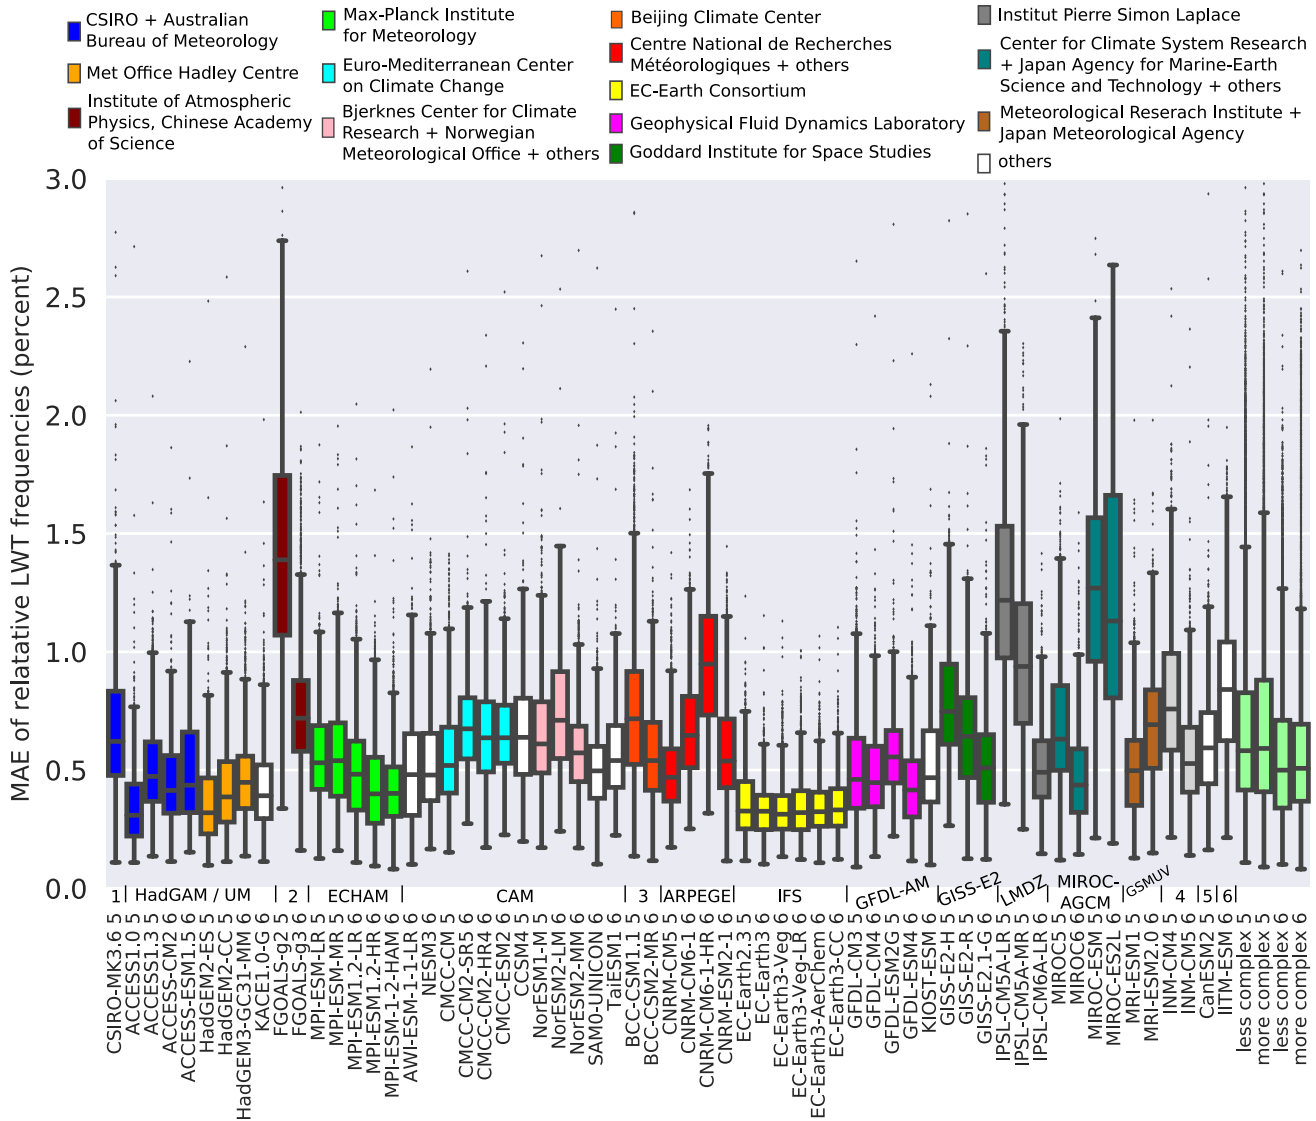 CSIRO + Australian
Bureau of Meteorology
Met Office Hadley Centre
Institute of Atmospheric
Physics, Chinese Academy
of Science
Max-Planck Institute
for Meteorology
Euro-Mediterranean Center
on Climate Change
Bjerknes Center for Climate
Research + Norwegian
Meteorological Office + others
Beijing Climate Center
Centre National de Recherches
Météorologiques + others
EC-Earth Consortium
Geophysical Fluid Dynamics Laboratory
Goddard Institute for Space Studies
Institut Pierre Simon Laplace
Center for Climate System Research
+ Japan Agency for Marine-Earth
Science and Technology + others
Meteorological Reserach Institute +
Japan Meteorological Agency
others
MAE of relatative LWT frequencies (percent)
3.0
2.5
2.0
1.5
1.0
0.5
0.0
1
HadGAM / UM
2
ECHAM
CAM
3
ARPEGE
IFS
GFDL-AM
GISS-E2
LMDZ
MIROC-
AGCM
GSMUV
4
5
6
CSIRO-MK3.6 5
ACCESS1.0 5
ACCESS1.3 5
ACCESS-CM2 6
ACCESS-ESM1.5 6
HadGEM2-ES 5
HadGEM2-CC 5
HadGEM3-GC31-MM 6
KACE1.0-G 6
FGOALS-g2 5
FGOALS-g3 6
MPI-ESM-LR 5
MPI-ESM-MR 5
MPI-ESM1.2-LR 6
MPI-ESM1.2-HR 6
MPI-ESM-1-2-HAM 6
AWI-ESM-1-1-LR 6
NESM3 6
CMCC-CM 5
CMCC-CM2-SR5 6
CMCC-CM2-HR4 6
CMCC-ESM2 6
CCSM4 5
NorESM1-M 5
NorESM2-LM 6
NorESM2-MM 6
SAMO-UNICON 6
TaiESM1 6
BCC-CSM1.1 5
BCC-CSM2-MR 6
CNRM-CM5 5
CNRM-CM6-1 6
CNRM-CM6-1-HR 6
CNRM-ESM2-1 6
EC-Earth2.3 5
EC-Earth3 6
EC-Earth3-Veg 6
EC-Earth3-Veg-LR 6
EC-Earth3-AerChem 6
EC-Earth3-CC 6
GFDL-CM3 5
GFDL-CM4 6
GFDL-ESM2G 5
GFDL-ESM4 6
KIOST-ESM 6
GISS-E2-H 5
GISS-E2-R 5
GISS-E2.1-G 6
IPSL-CM5A-LR 5
IPSL-CM5A-MR 5
IPSL-CM6A-LR 6
MIROC5 5
MIROC6 6
MIROC-ESM 5
MIROC-ES2L 6
MRI-ESM1 5
MRI-ESM2.0 6
INM-CM4 5
INM-CM5 6
CanESM2 5
IITM-ESM 6
less complex 5
more complex 5
less complex 6
more complex 6